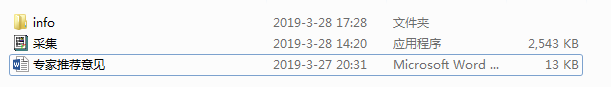 info 2019-3-28 17:28 文件夹
采集 2019-3-28 14:20 应用程序 2,543 KB
专家推荐意见 2019-3-27 20:31 Microsoft Word ... 13 KB